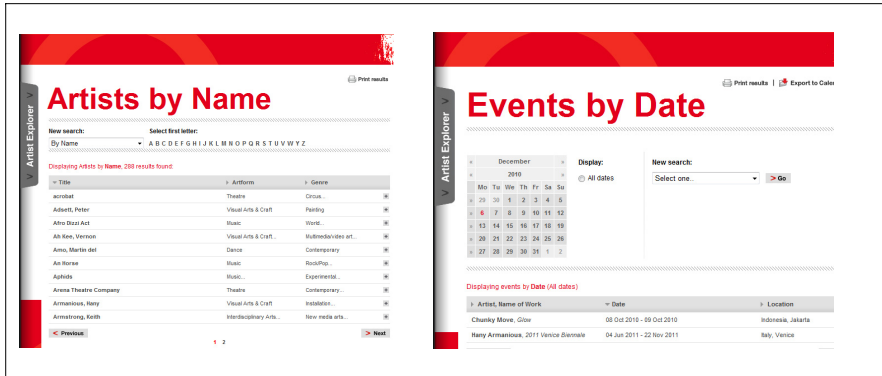 Print results
Artists by Name
Artist Explorer
New search:
Select first letter:
By Name
A B C D E F G H I J K L M N O P Q R S T U V W Y Z
Displaying Artists by Name, 288 results found.
Title Artform Genre
acrobat Theatre Circus...
Adsett, Peter Visual Arts & Craft Painting
Afro Dizzi Act Music World...
Ah Kee, Vernon Visual Arts & Craft... Multimedia/video art...
Amo, Martin del Dance Contemporary
An Horse Music Rock/Pop...
Aphids Music... Experimental...
Arena Theatre Company Theatre Contemporary...
Armanious, Hany Visual Arts & Craft Installation...
Armstrong, Keith Interdisciplinary Arts... New media arts...
< Previous
> Next
1 2
Print results | Export to Calen
Events by Date
Artist Explorer
« December »
« 2010 »
Mo Tu We Th Fr Sa Su
» 29 30 1 2 3 4 5
» 6 7 8 9 10 11 12
» 13 14 15 16 17 18 19
» 20 21 22 23 24 25 26
» 27 28 29 30 31 1 2
Display:
All dates
New search:
Select one...
> Go
Displaying events by Date (All dates)
Artist, Name of Work Date Location
Chunky Move, Glow 08 Oct 2010 - 09 Oct 2010 Indonesia, Jakarta
Hany Armanious, 2011 Venice Biennale 04 Jun 2011 - 22 Nov 2011 Italy, Venice